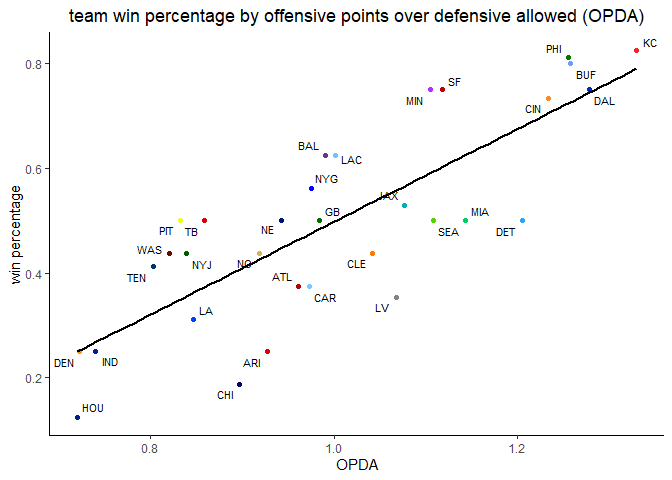 team win percentage by offensive points over defensive allowed (OPDA)
KC
PHI
BUF
0.8
SF
MIN
DAL
CIN
BAL
LAC
0.6
NYG
JAX
GB
MIA
PIT
TB
NE
SEA
DET
WAS
NYJ
NO
CLE
TEN
0.4
ATL
CAR
LV
LA
DEN
IND
ARI
CHI
0.2
HOU
win percentage
0.8
1.0
1.2
OPDA